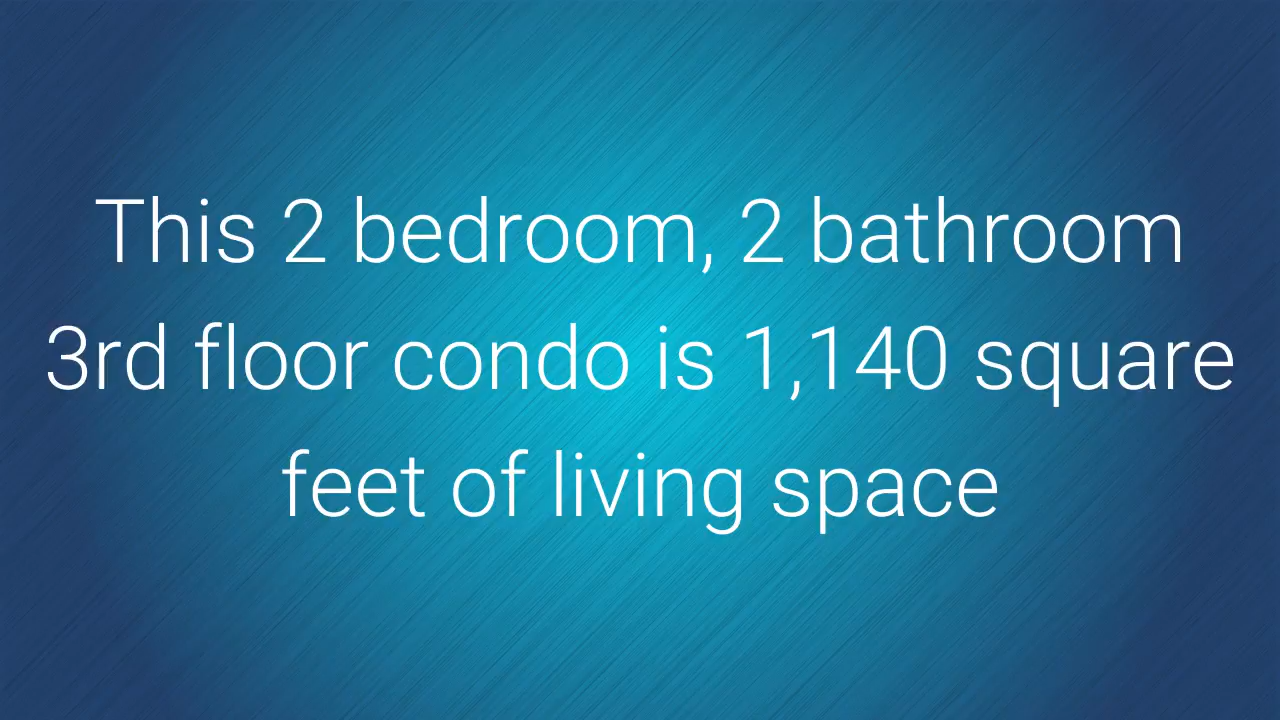 This 2 bedroom, 2 bathroom
3rd floor condo is 1,140 square
feet of living space